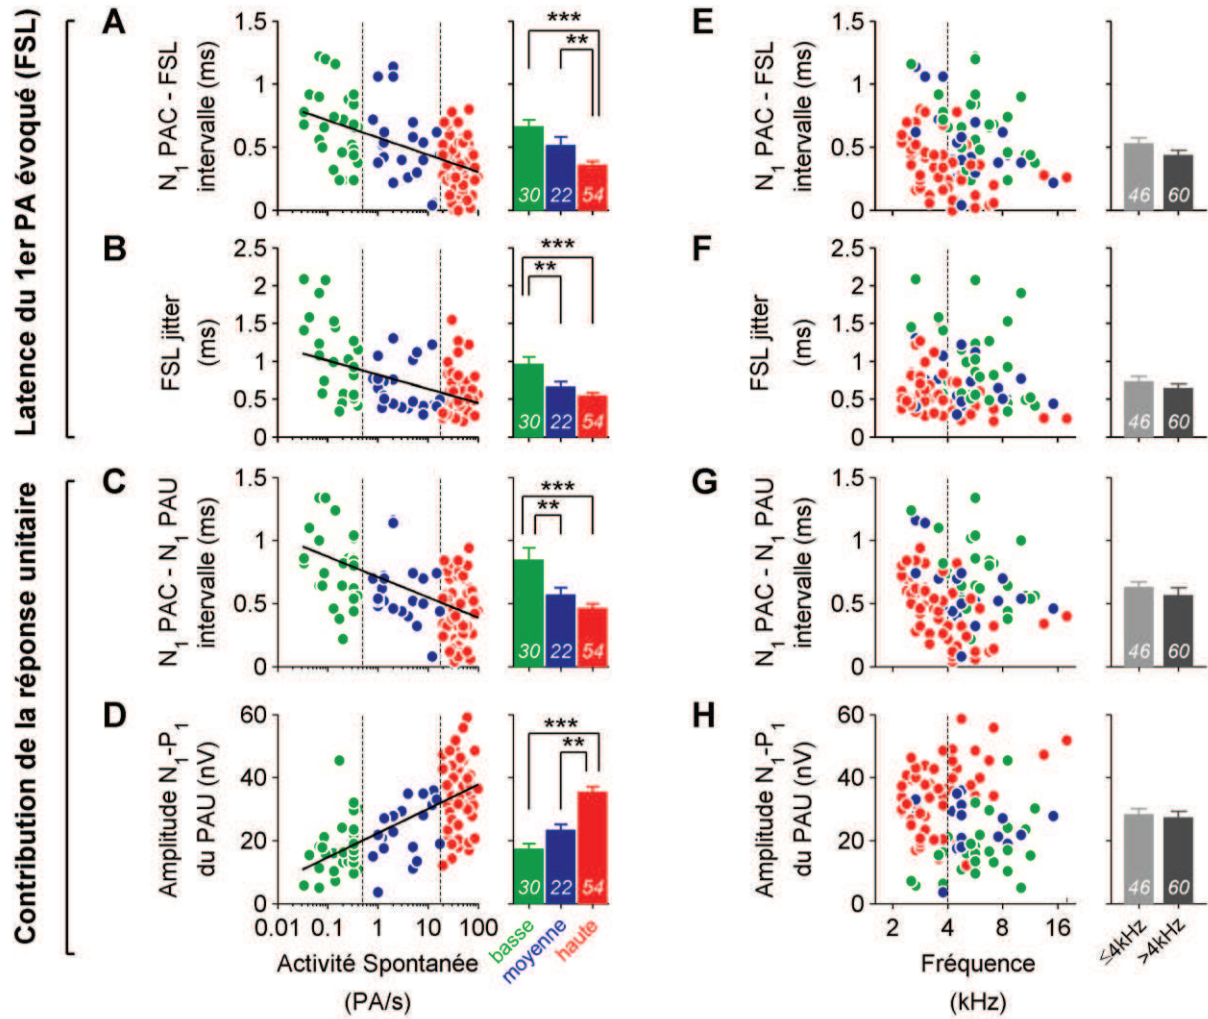 Latence du 1er PA évoqué (FSL)
A
N1 PAC - FSL
intervalle (ms)
1.5
1
0.5
0
***
**
30
22
54
E
N1 PAC - FSL
intervalle (ms)
1.5
1
0.5
0
46
60
B
FSL jitter
(ms)
2.5
2
1.5
1
0.5
0
***
**
30
22
54
F
FSL jitter
(ms)
2.5
2
1.5
1
0.5
0
46
60
Contribution de la réponse unitaire
C
N1 PAC - N1 PAU
intervalle (ms)
1.5
1
0.5
0
***
**
30
22
54
G
N1 PAC - N1 PAU
intervalle (ms)
1.5
1
0.5
0
46
60
D
Amplitude N1-P1
du PAU (nV)
60
40
20
0
***
**
30
22
54
0.01 0.1 1 10 100
Activité Spontanée
(PA/s)
basse
moyenne
haute
H
Amplitude N1-P1
du PAU (nV)
60
40
20
0
46
60
2 4 8 16
Fréquence
(kHz)
≤4kHz
>4kHz